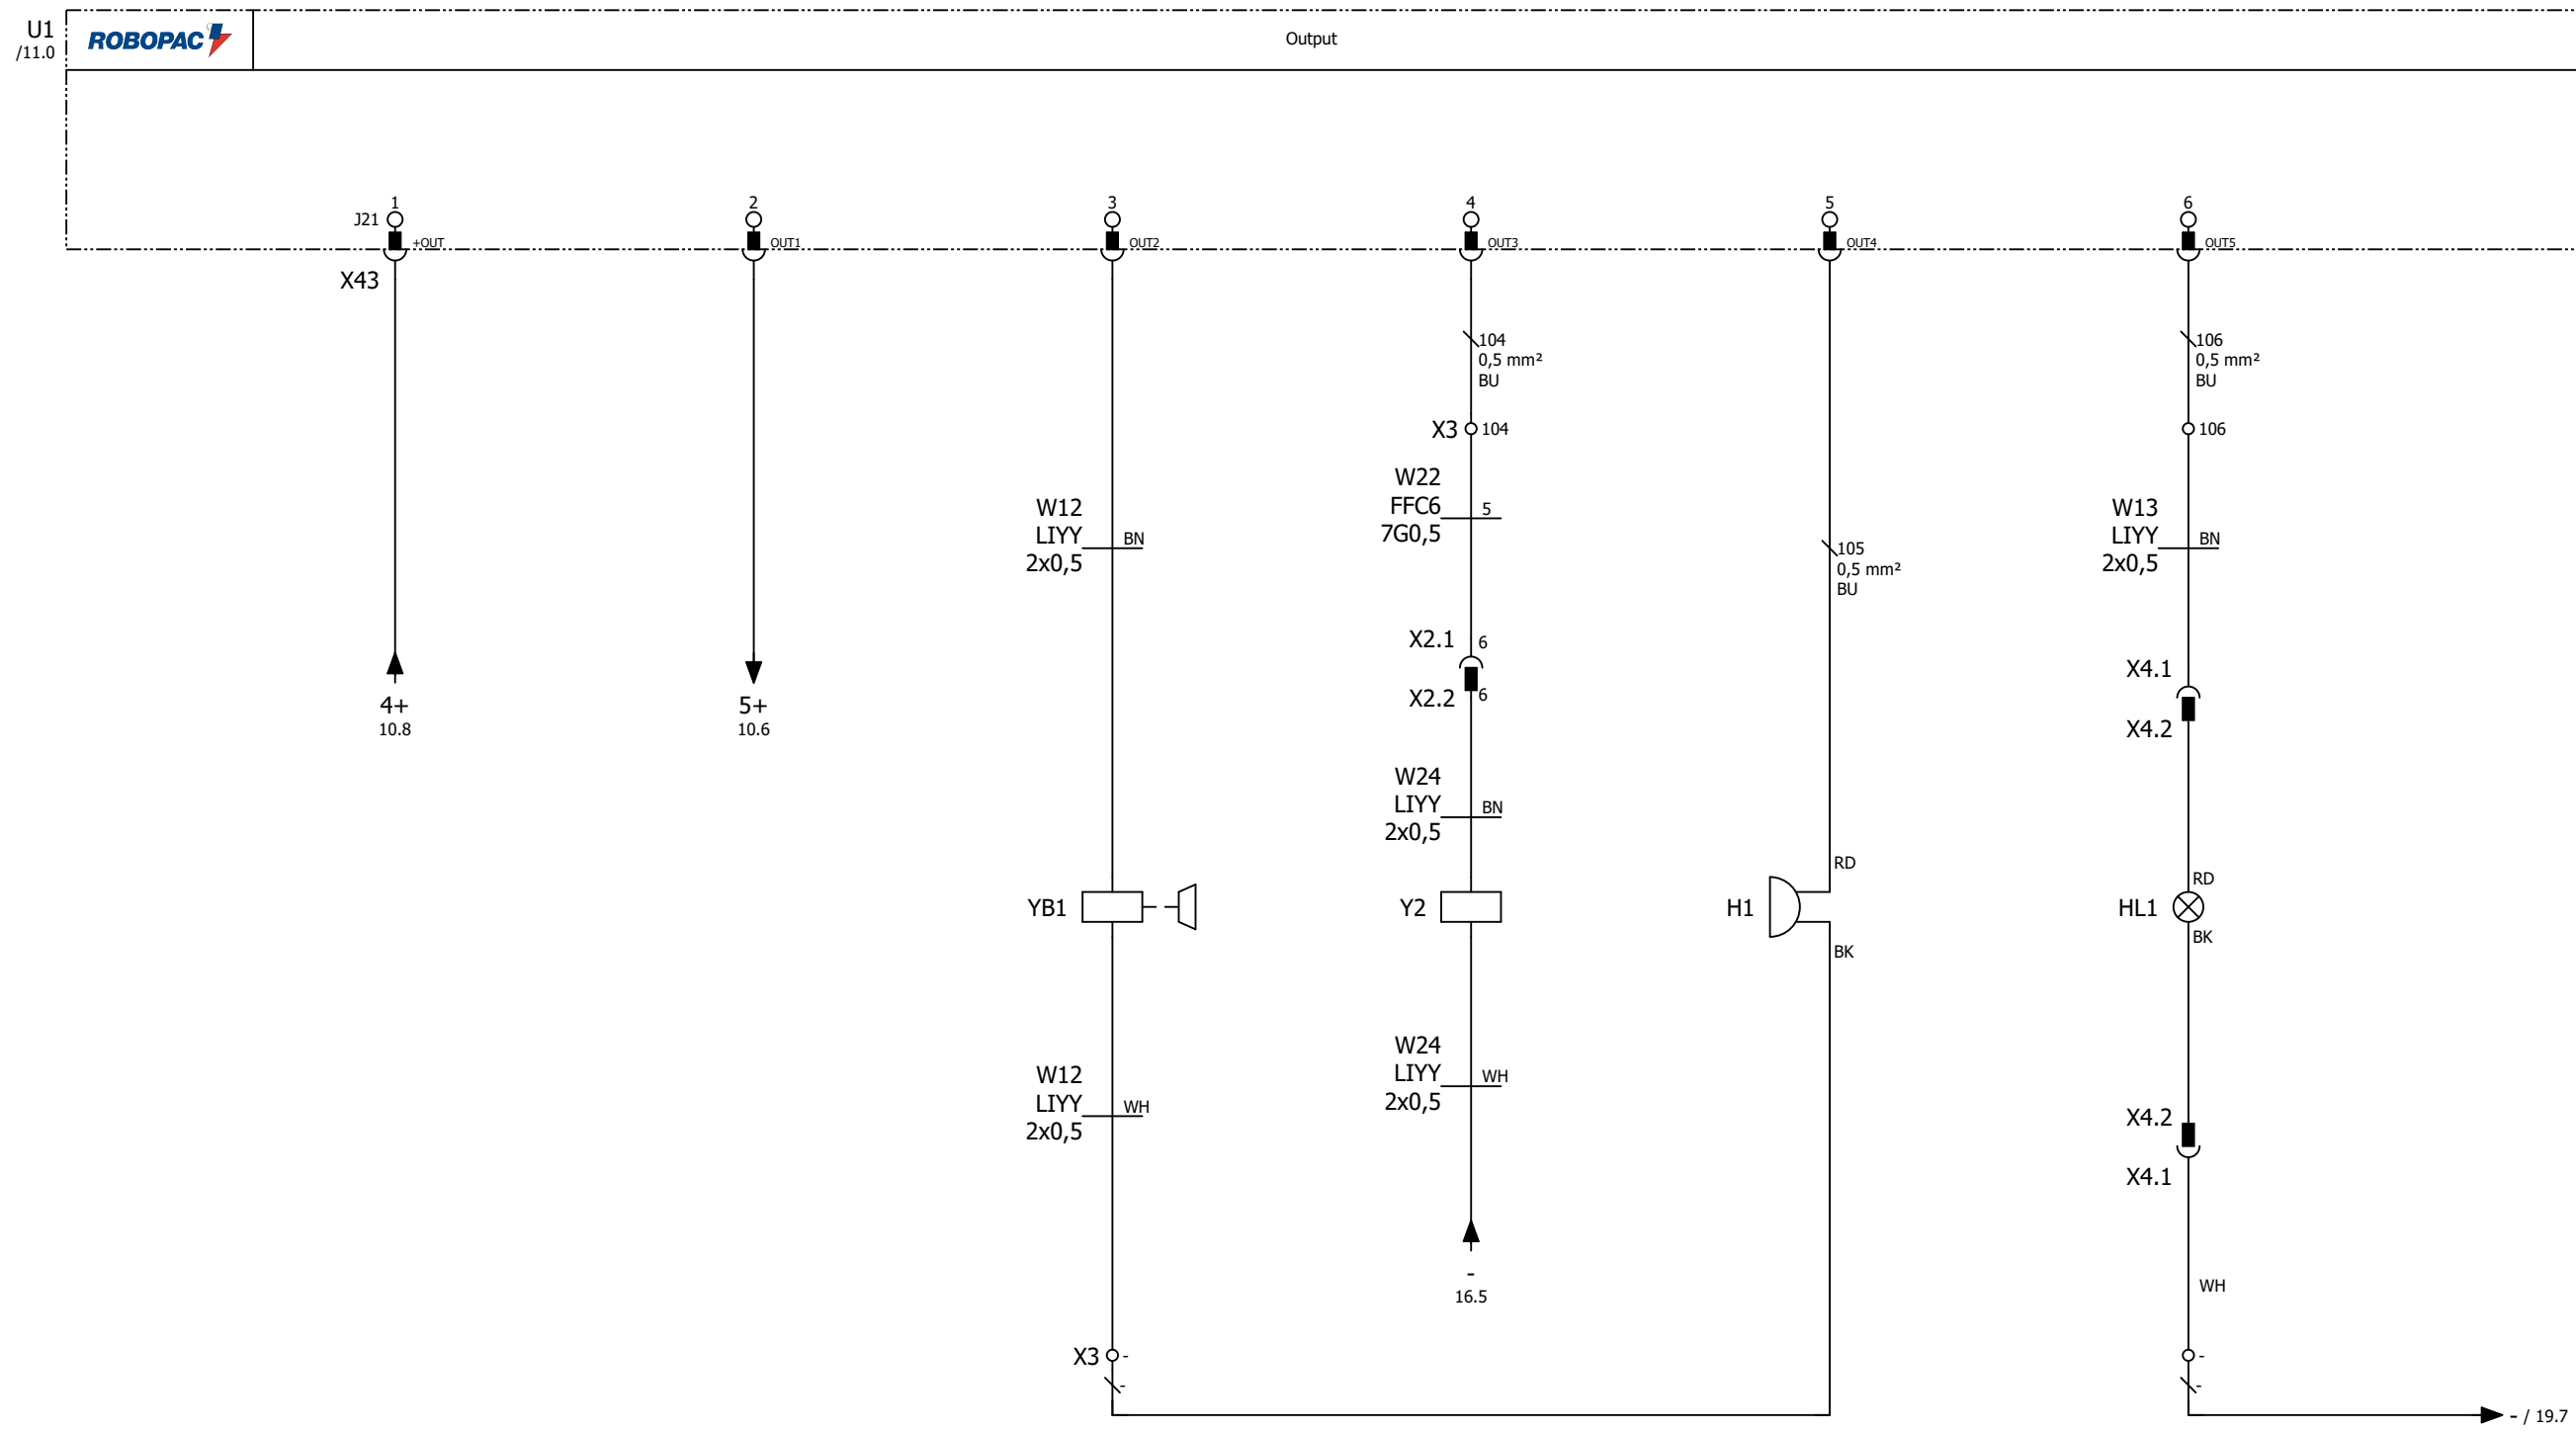 U1
/11.0
ROBOPAC
Output
1
2
3
4
5
6
J21
+OUT
OUT1
OUT2
OUT3
OUT4
OUT5
X43
104
0,5 mm²
BU
106
0,5 mm²
BU
X3
104
106
W22
FFC6
7G0,5
5
W12
LIYY
2x0,5
BN
105
0,5 mm²
BU
W13
LIYY
2x0,5
BN
X2.1
6
X2.2
6
X4.1
X4.2
4+
10.8
5+
10.6
W24
LIYY
2x0,5
BN
RD
RD
YB1
Y2
H1
HL1
BK
BK
W24
LIYY
2x0,5
WH
W12
LIYY
2x0,5
WH
X4.2
X4.1
-
16.5
WH
X3
-
-
-
-
- / 19.7